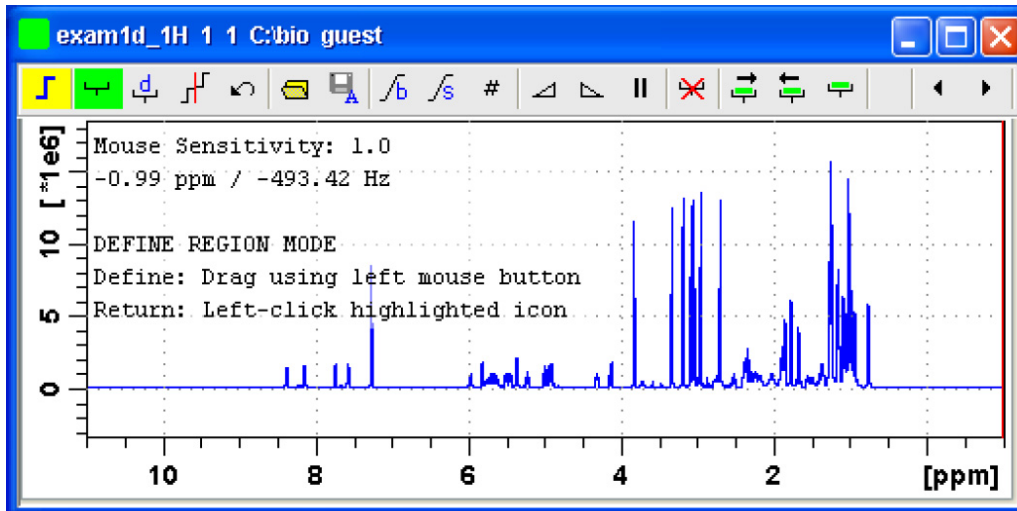 exam1d_1H 1 1 C:\bio guest
d b s # A
Mouse Sensitivity: 1.0
-0.99 ppm / -493.42 Hz
DEFINE REGION MODE
Define: Drag using left mouse button
Return: Left-click highlighted icon
[*1e6]
10
5
0
10 8 6 4 2 [ppm]